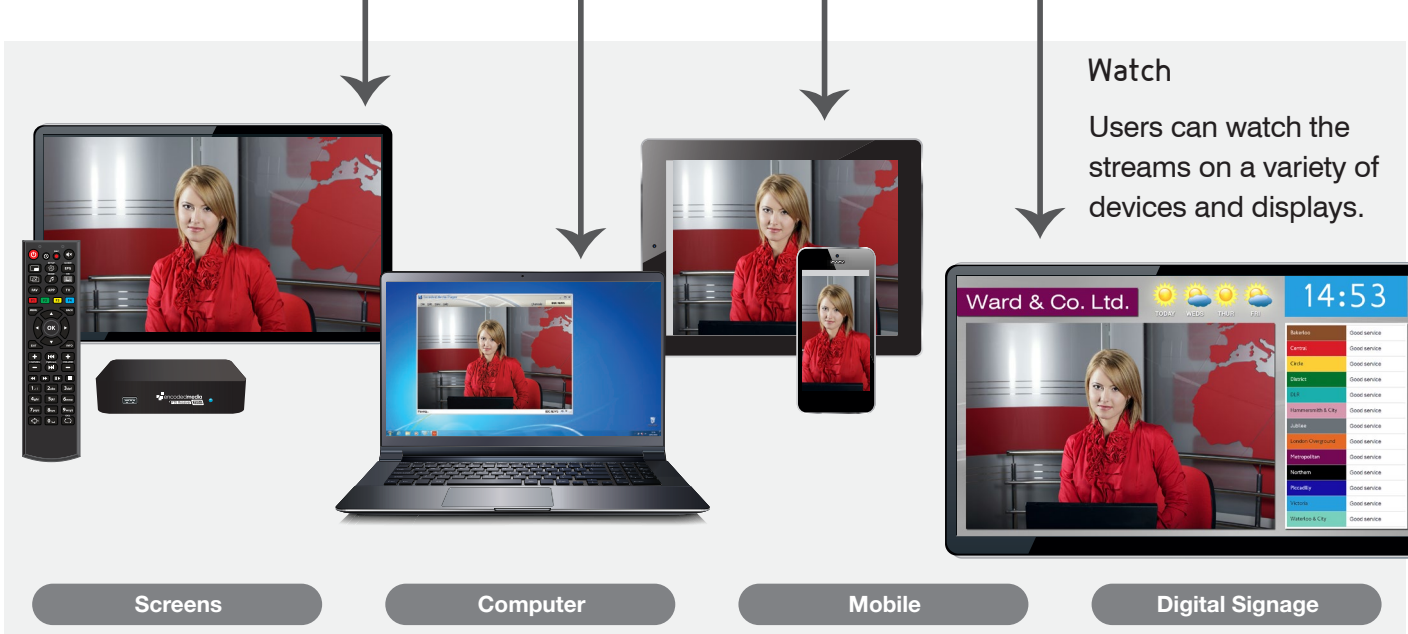 Watch
Users can watch the
streams on a variety of
devices and displays.
encodedmedia
OK
Ward & Co. Ltd.
TODAY WEDS THUR FRI
14:53
Bakerloo Good service
Central Good service
Circle Good service
District Good service
DLR Good service
Hammersmith & City Good service
Jubilee Good service
London Overground Good service
Metropolitan Good service
Northern Good service
Piccadilly Good service
Victoria Good service
Waterloo & City Good service
Screens
Computer
Mobile
Digital Signage